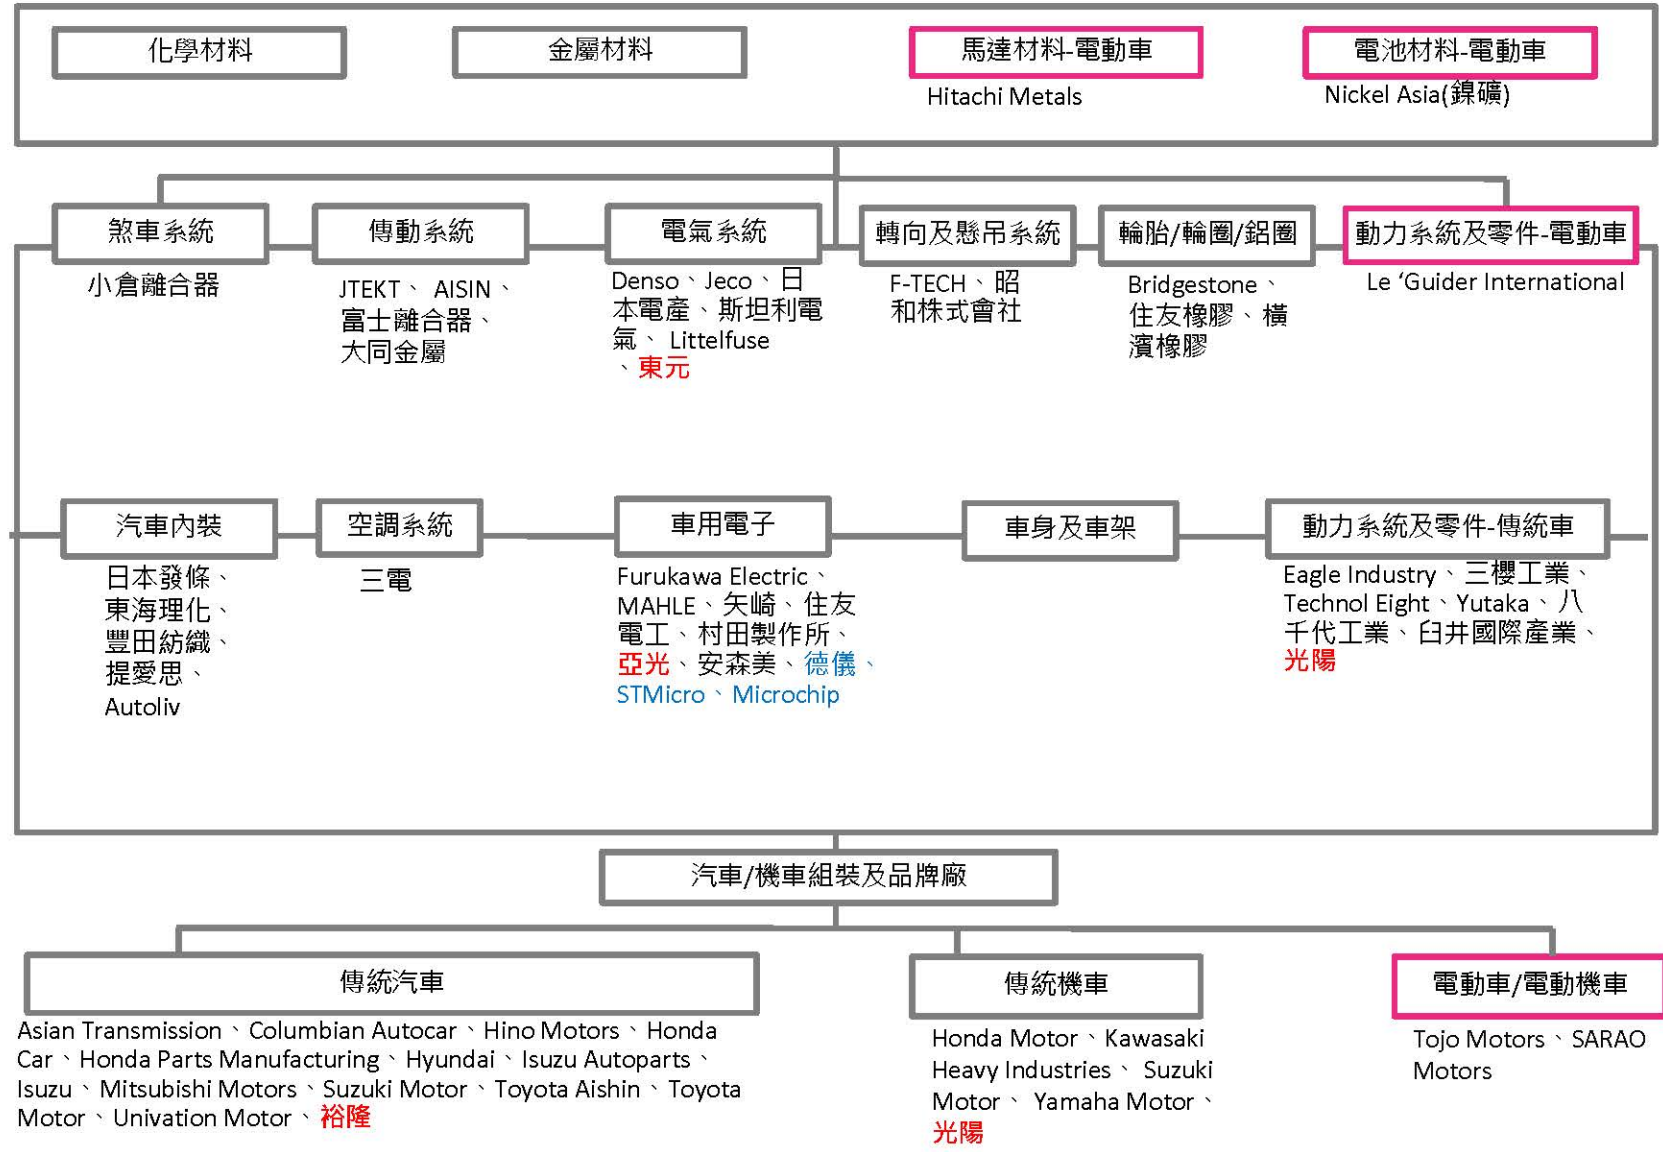 化學材料
金屬材料
馬達材料-電動車
Hitachi Metals
電池材料-電動車
Nickel Asia(鎳礦)
煞車系統
小倉離合器
傳動系統
JTEKT、 AISIN、
富士離合器、
大同金屬
電氣系統
Denso、Jeco、日
本電產、斯坦利電
氣、 Littelfuse
、東元
轉向及懸吊系統
F-TECH、昭
和株式會社
輪胎/輪圈/鋁圈
Bridgestone、
住友橡膠、橫
濱橡膠
動力系統及零件-電動車
Le ‘Guider International
汽車內裝
日本發條、
東海理化、
豐田紡織、
提愛思、
Autoliv
空調系統
三電
車用電子
Furukawa Electric、
MAHLE、矢崎、住友
電工、村田製作所、
亞光、安森美、德儀、
STMicro、Microchip
車身及車架
動力系統及零件-傳統車
Eagle Industry、三櫻工業、
Technol Eight、Yutaka、八
千代工業、臼井國際產業、
光陽
汽車/機車組裝及品牌廠
傳統汽車
Asian Transmission、Columbian Autocar、Hino Motors、Honda
Car、Honda Parts Manufacturing、Hyundai、Isuzu Autoparts、
Isuzu、Mitsubishi Motors、Suzuki Motor、Toyota Aishin、Toyota
Motor、Univation Motor、裕隆
傳統機車
Honda Motor、Kawasaki
Heavy Industries、 Suzuki
Motor、 Yamaha Motor、
光陽
電動車/電動機車
Tojo Motors、SARAO
Motors